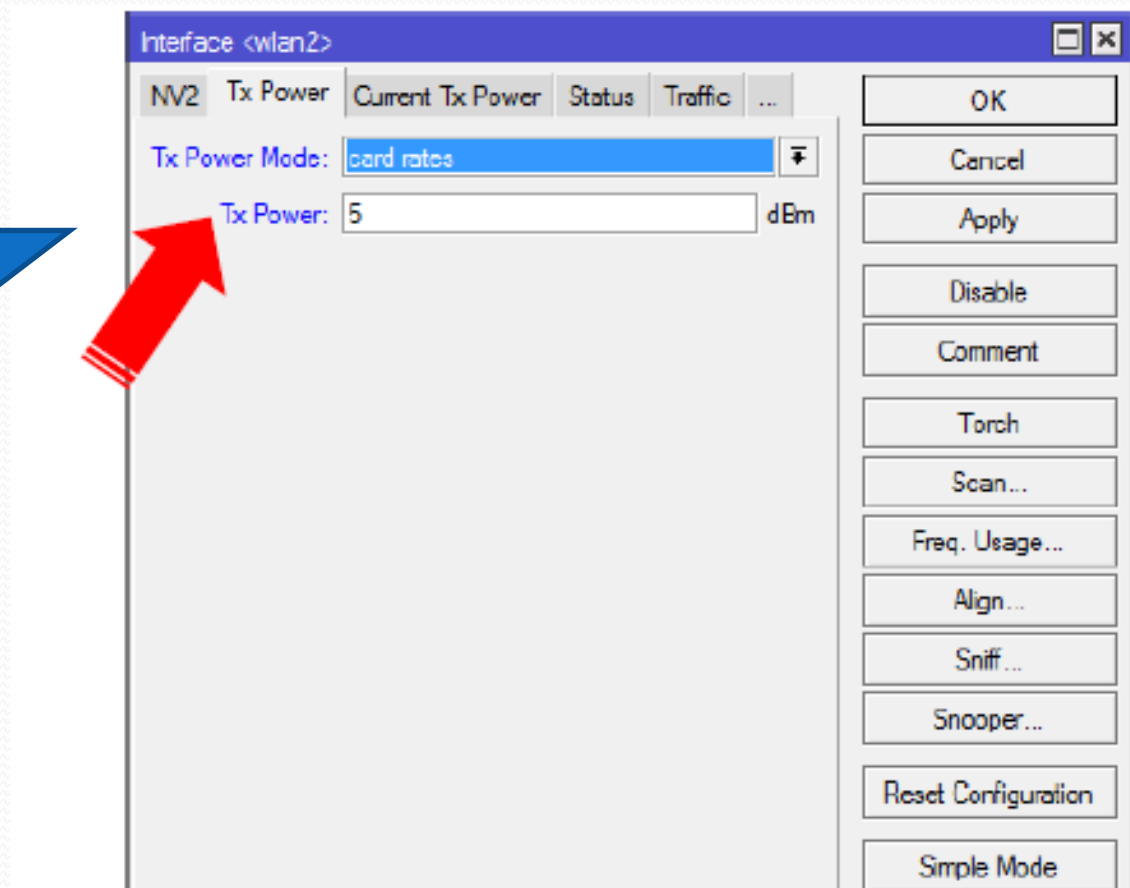 Interface <wlan2>
NV2 Tx Power Current Tx Power Status Traffic ...
Tx Power Mode: card rates
Tx Power: 5 dBm
OK
Cancel
Apply
Disable
Comment
Torch
Scan...
Freq. Usage...
Align...
Sniff...
Snooper...
Reset Configuration
Simple Mode